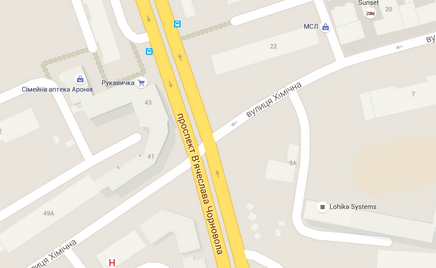 Sunset
МСЛ
20
ву
22
Рукавичка
Сімейна аптека Аронія
43
вулиця Хімічна
7
проспект В'ячеслава Чорновола
41
9А
Lohika Systems
49А
вулиця Хімічна
H